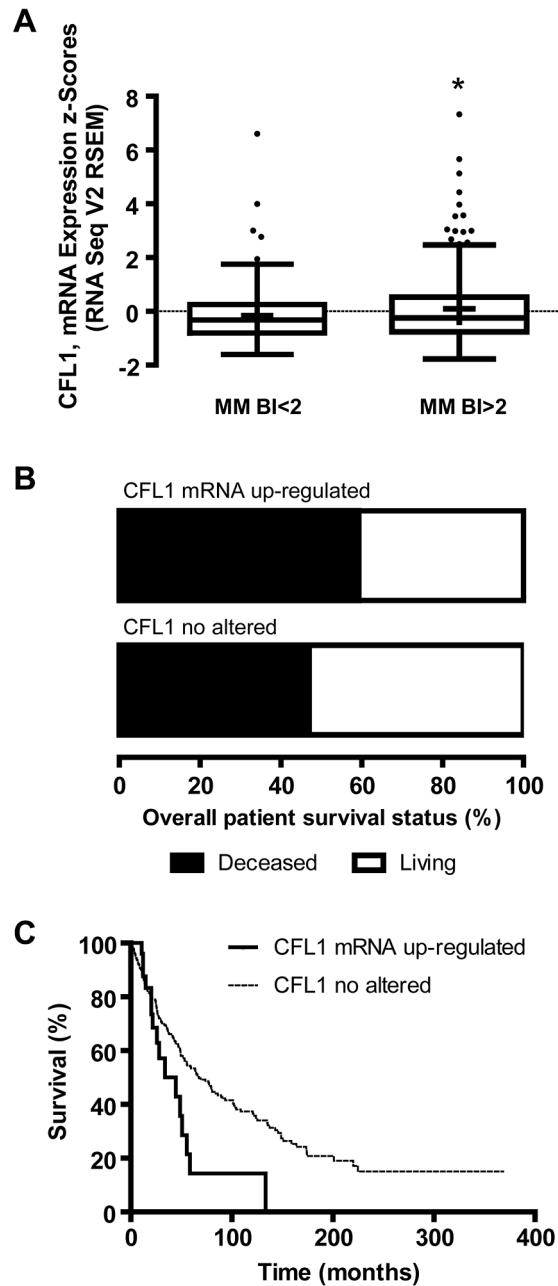 A
CFL1, mRNA Expression z-Scores
(RNA Seq V2 RSEM)
8
6
4
2
0
-2
*
MM BI<2
MM BI>2
B
CFL1 mRNA up-regulated
CFL1 no altered
0 20 40 60 80 100
Overall patient survival status (%)
Deceased Living
C
CFL1 mRNA up-regulated
CFL1 no altered
Survival (%)
100
80
60
40
20
0
0 100 200 300 400
Time (months)